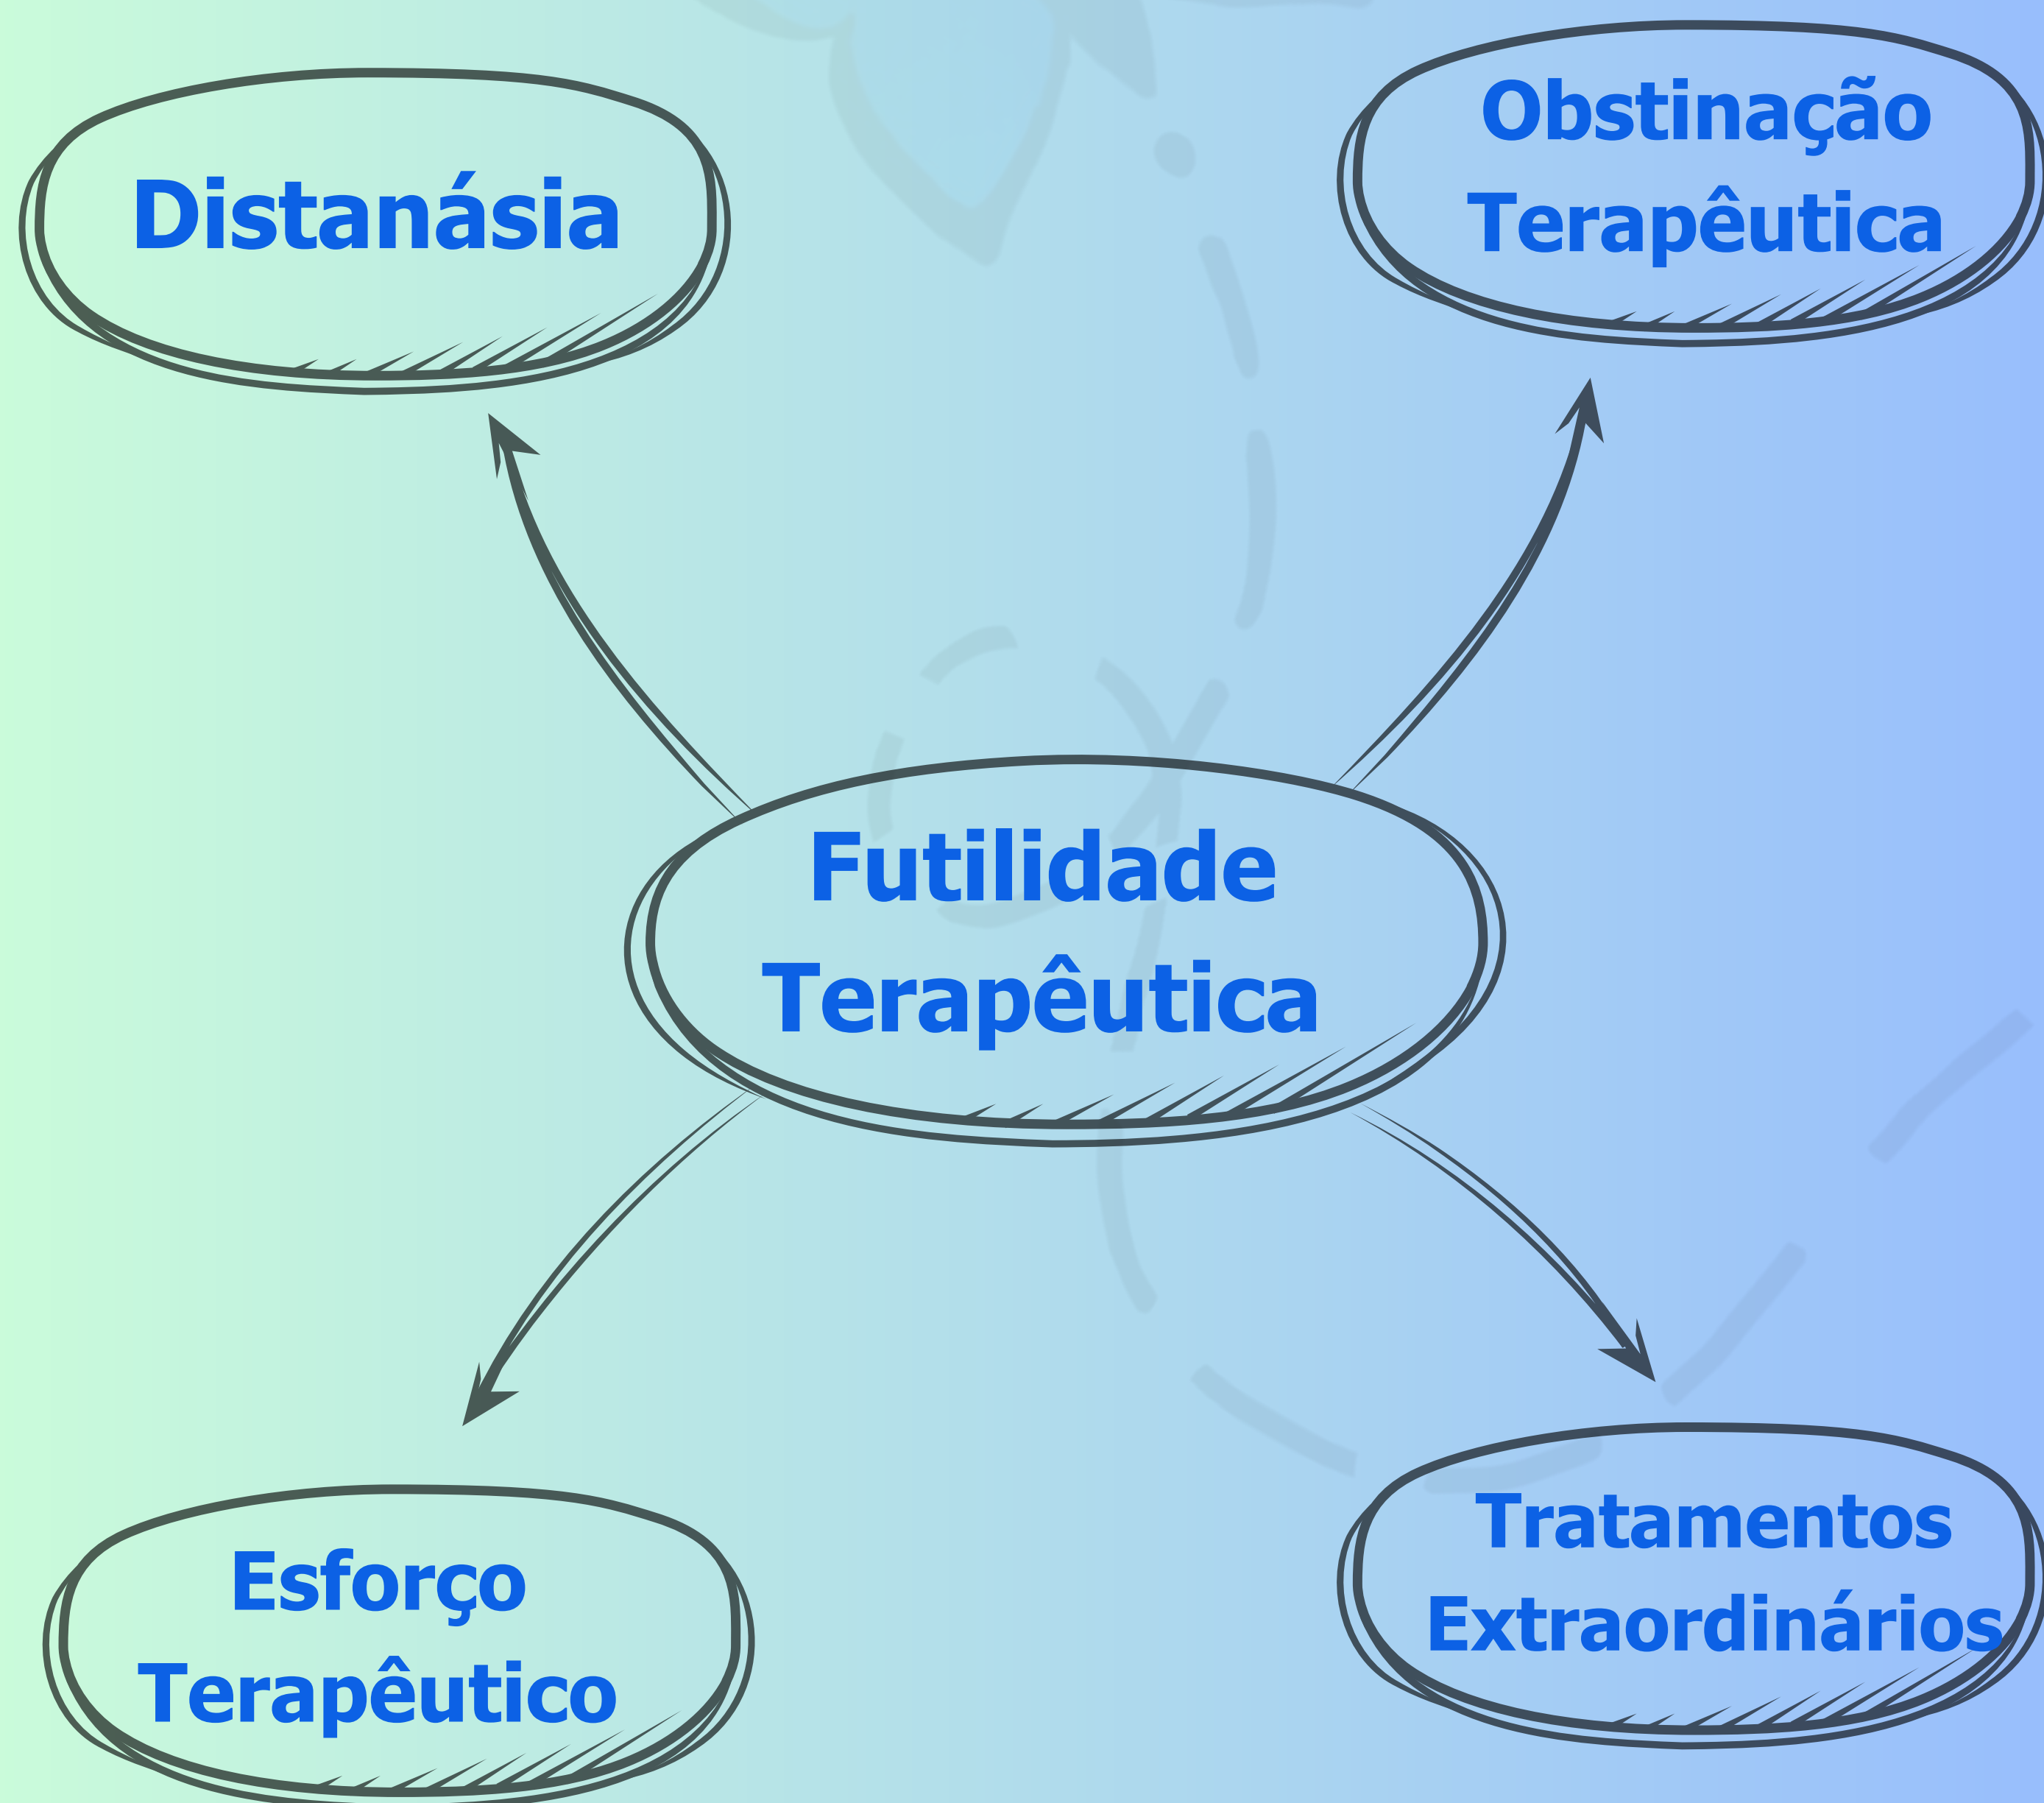 Distanásia
Obstinação
Terapêutica
Futilidade
Terapêutica
Esforço
Terapêutico
Tratamentos
Extraordinários